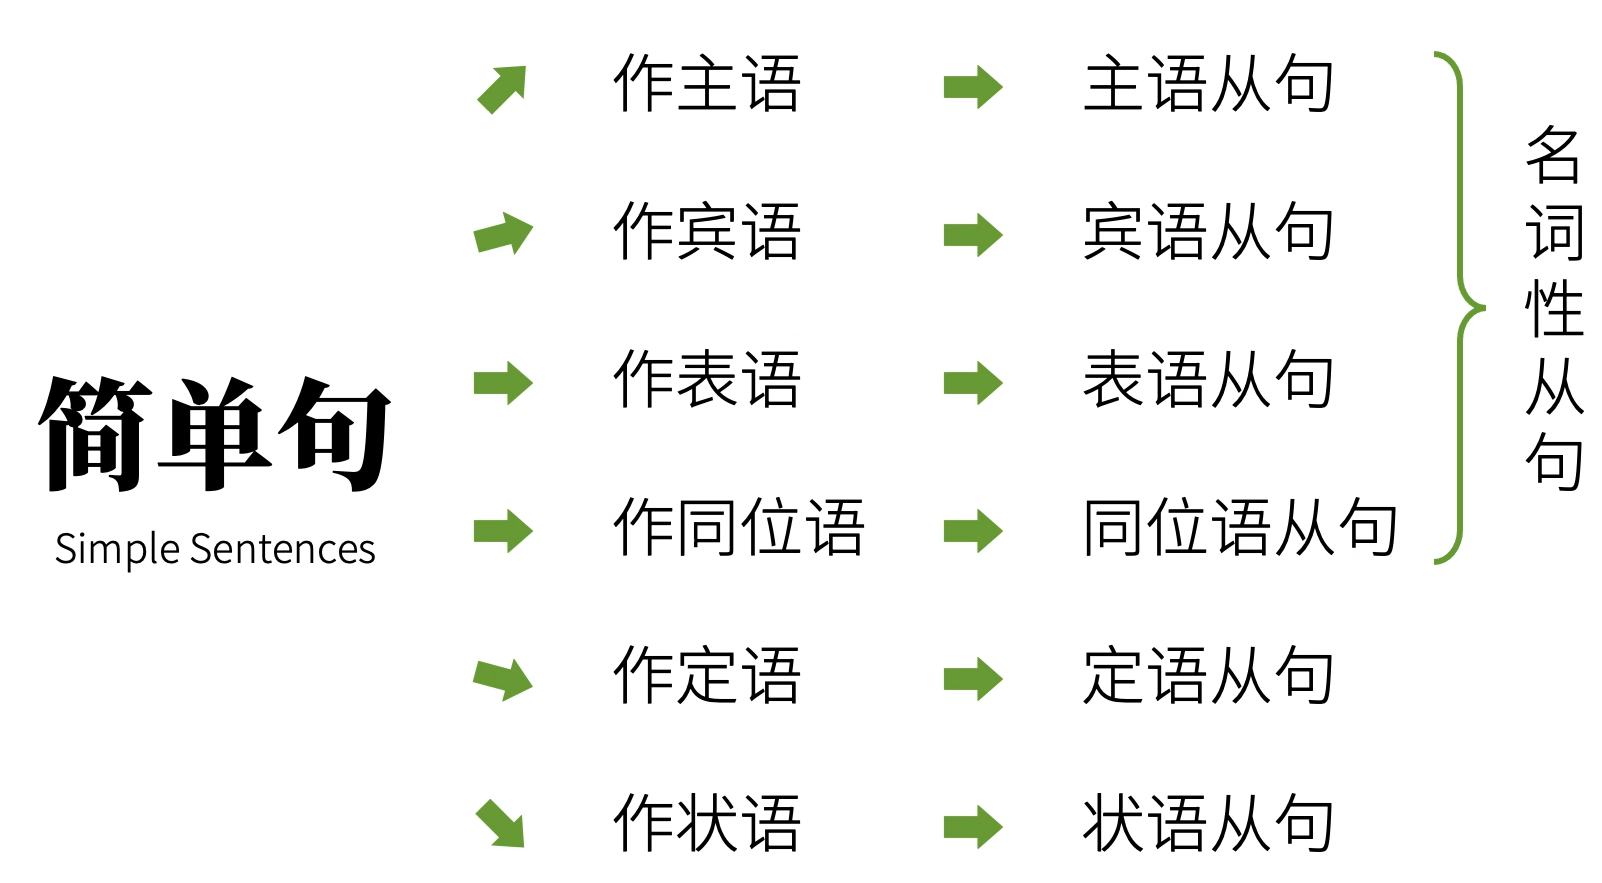 简单句
Simple Sentences
作主语
主语从句
作宾语
宾语从句
作表语
表语从句
作同位语
同位语从句
作定语
定语从句
作状语
状语从句
名词性从句